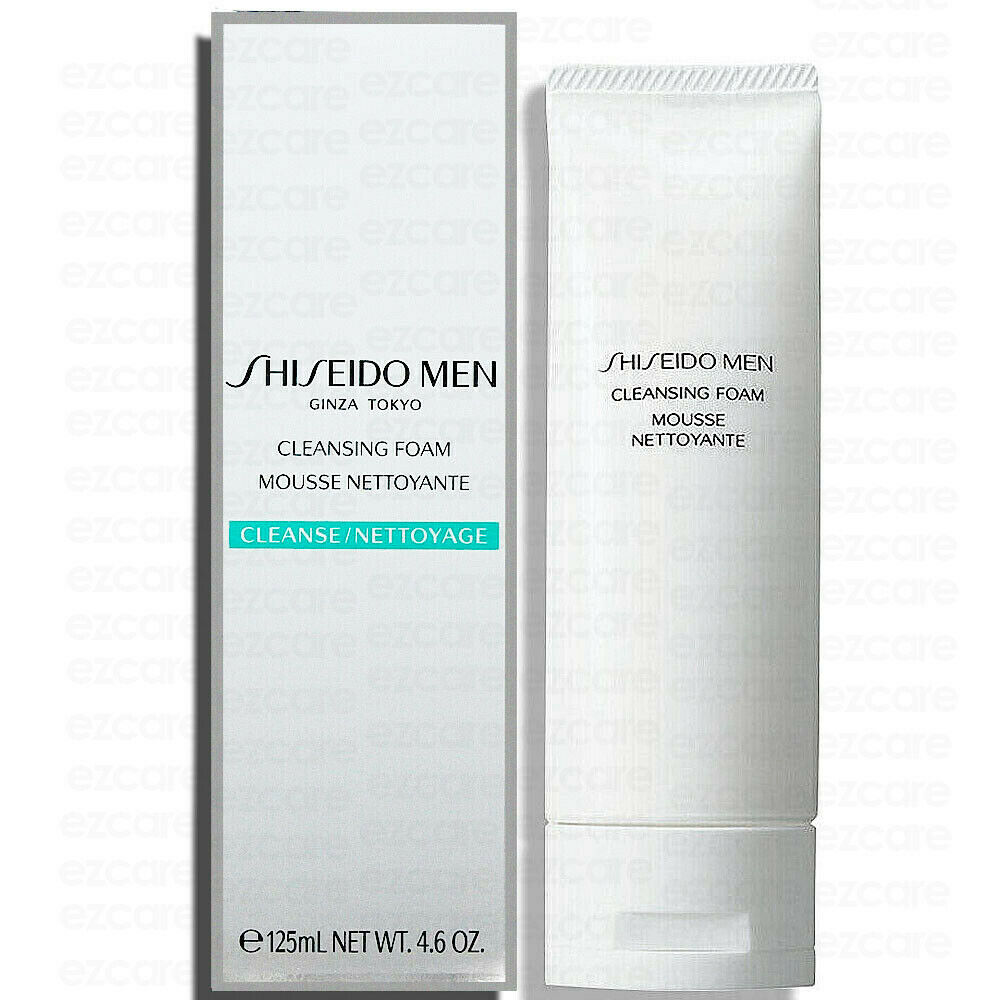 SHISEIDO MEN
GINZA TOKYO
CLEANSING FOAM
MOUSSE NETTOYANTE
CLEANSE/NETTOYAGE
℮125mL NET WT. 4.6 OZ.
SHISEIDO MEN
CLEANSING FOAM
MOUSSE
NETTOYANTE
ezcare